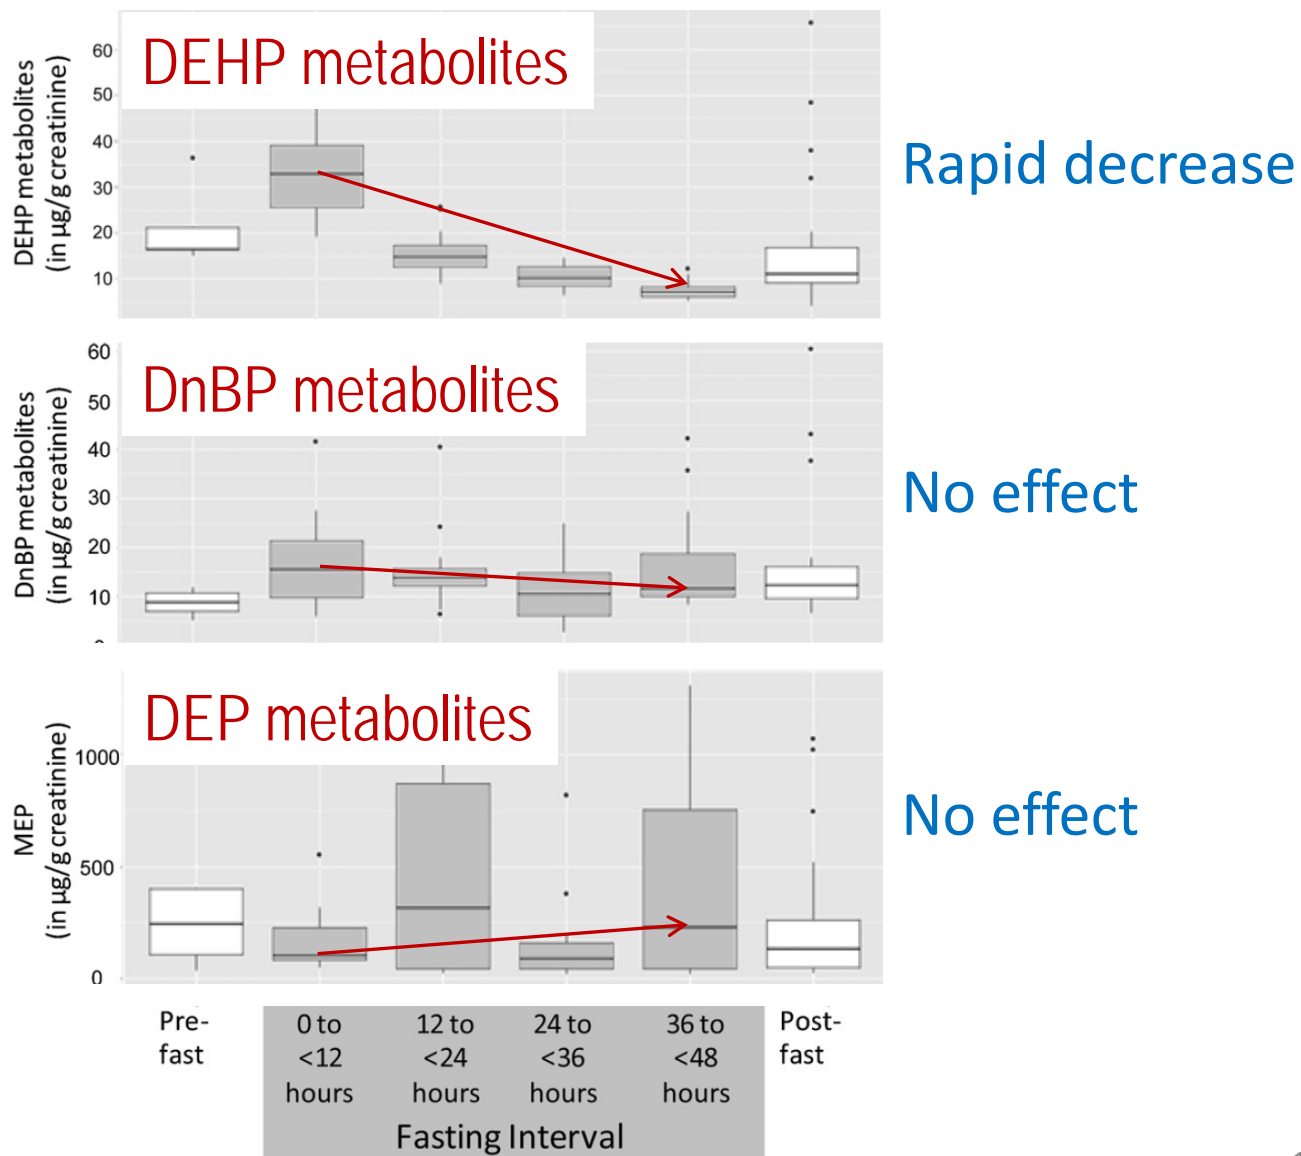 DEHP metabolites
(in µg/g creatinine)
60
50
40
30
20
10
DEHP metabolites
Rapid decrease
DnBP metabolites
(in µg/g creatinine)
60
50
40
30
20
10
DnBP metabolites
No effect
MEP
(in µg/g creatinine)
1000
500
0
DEP metabolites
No effect
Pre-
fast
0 to
<12
hours
12 to
<24
hours
24 to
<36
hours
36 to
<48
hours
Post-
fast
Fasting Interval